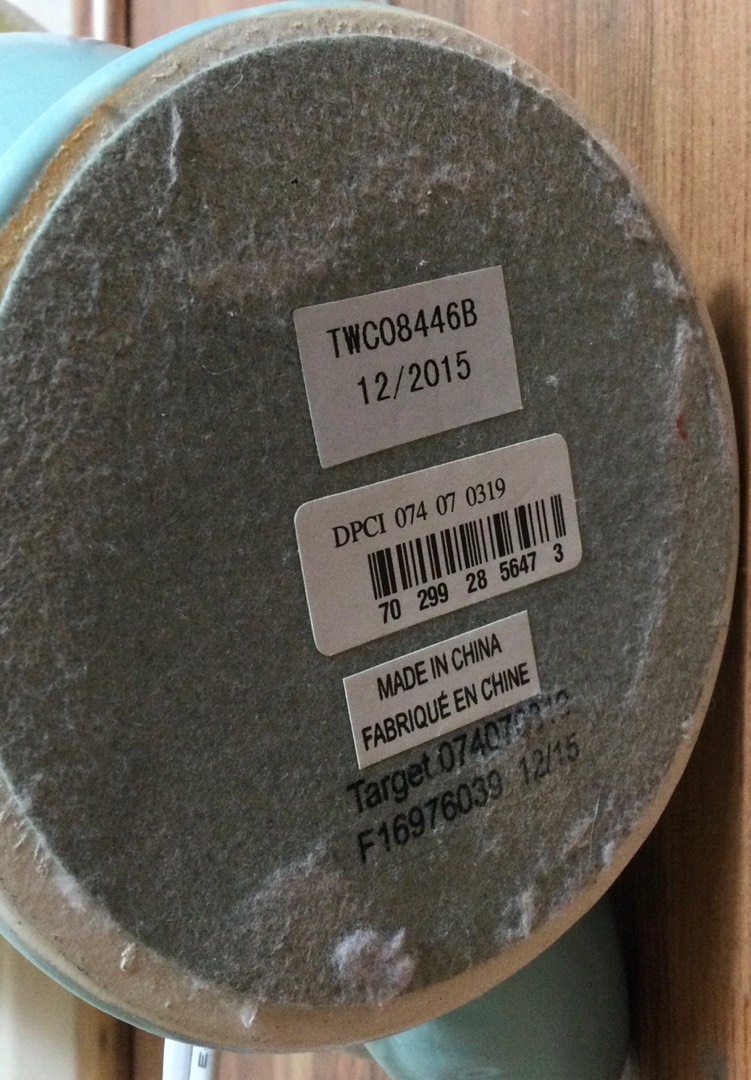 TWC08446B
12/2015
DPCI 074 07 0319
70 299 28 5647 3
MADE IN CHINA
FABRIQUÉ EN CHINE
Target 074070319
F16976039 12/15